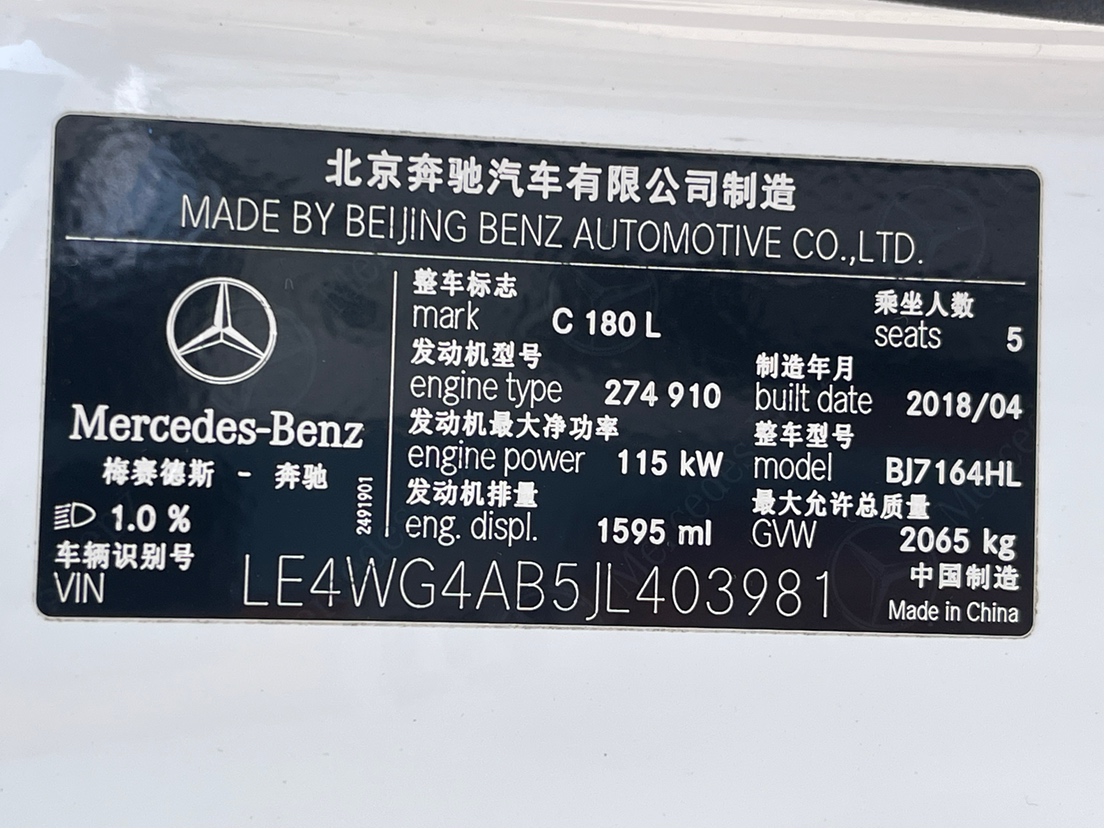 北京奔驰汽车有限公司制造
MADE BY BEIJING BENZ AUTOMOTIVE CO.,LTD.
Mercedes-Benz
梅赛德斯 - 奔驰
2491901
1.0 %
整车标志
mark C 180 L
乘坐人数
seats 5
发动机型号
engine type 274 910
制造年月
built date 2018/04
发动机最大净功率
engine power 115 kW
整车型号
model BJ7164HL
发动机排量
eng. displ. 1595 ml
最大允许总质量
GVW 2065 kg
车辆识别号
VIN LE4WG4AB5JL403981
中国制造
Made in China